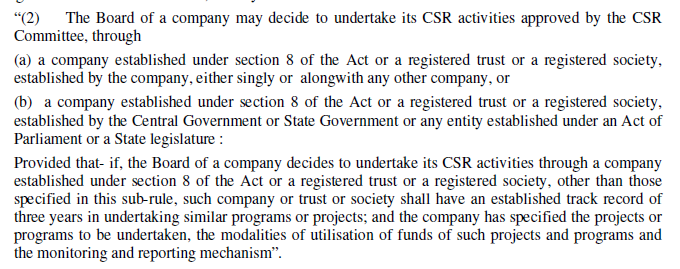 “(2) The Board of a company may decide to undertake its CSR activities approved by the CSR
Committee, through
(a) a company established under section 8 of the Act or a registered trust or a registered society,
established by the company, either singly or alongwith any other company, or
(b) a company established under section 8 of the Act or a registered trust or a registered society,
established by the Central Government or State Government or any entity established under an Act of
Parliament or a State legislature :
Provided that- if, the Board of a company decides to undertake its CSR activities through a company
established under section 8 of the Act or a registered trust or a registered society, other than those
specified in this sub-rule, such company or trust or society shall have an established track record of
three years in undertaking similar programs or projects; and the company has specified the projects or
programs to be undertaken, the modalities of utilisation of funds of such projects and programs and
the monitoring and reporting mechanism”.